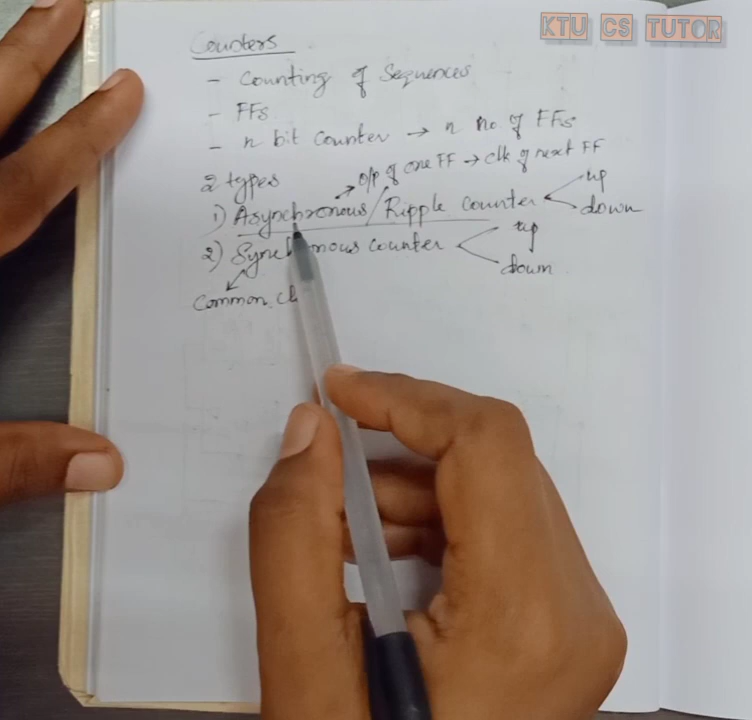 KTU CS TUTOR
Counters
- Counting of Sequences
- FFs
- n bit Counter → n no. of FFs
2 types
o/p of one FF → clk of next FF
1) Asynchronous/Ripple Counter up down
2) Synchronous counter up down
Common